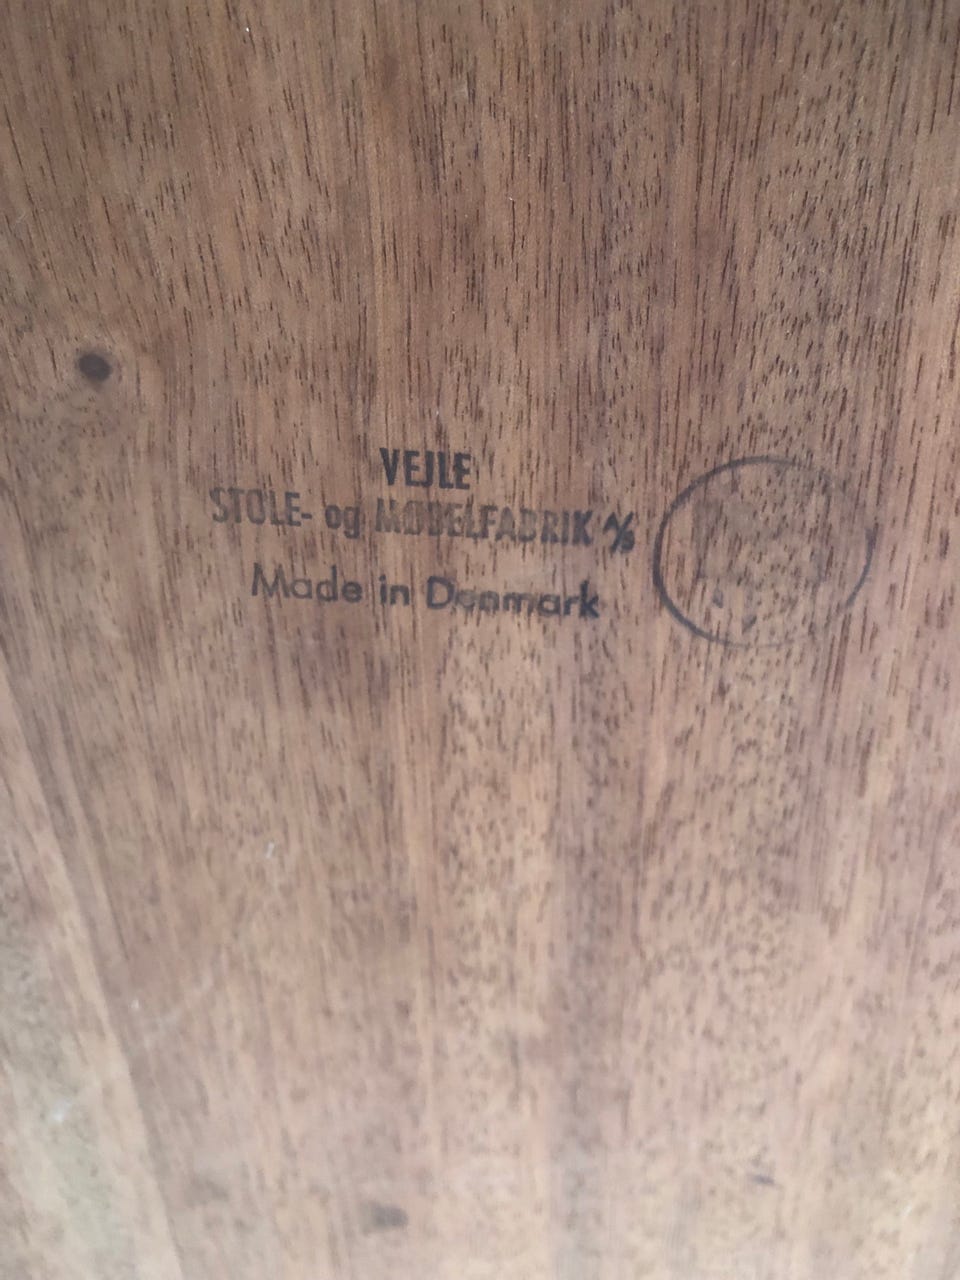 VEJLE
STOLE- og MØBELFABRIK A/S
Made in Denmark